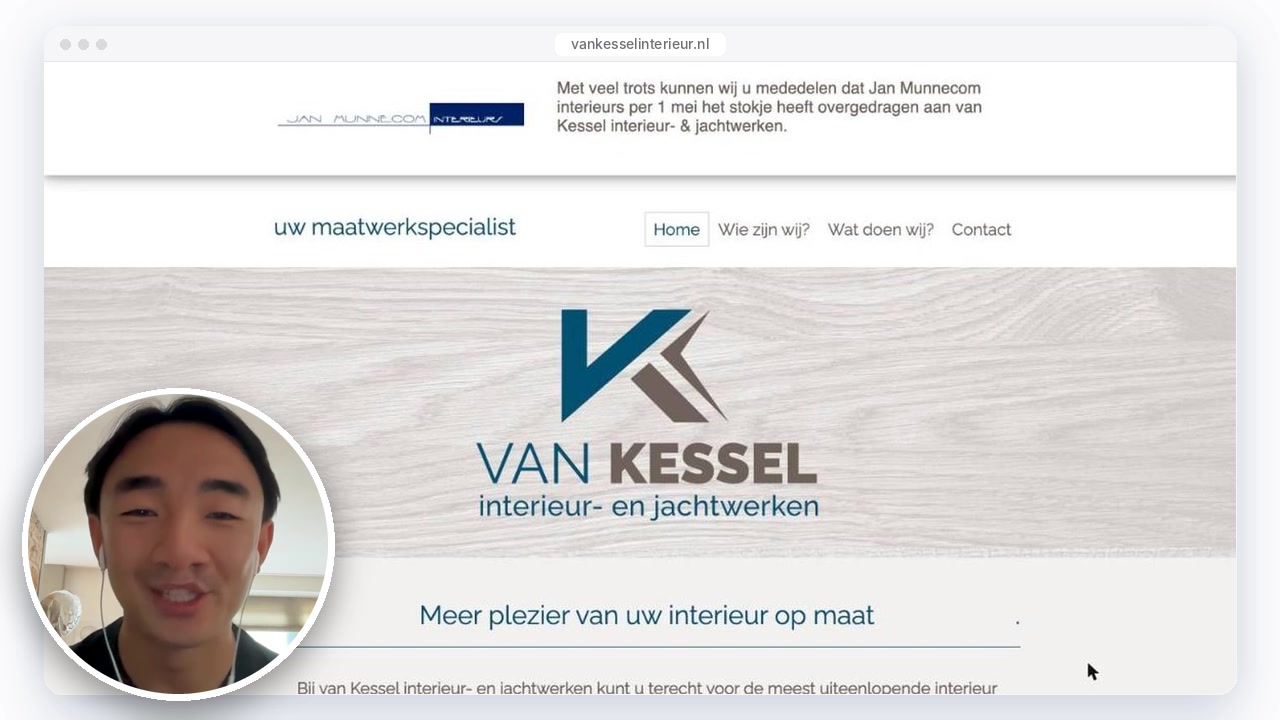 vankesselinterieur.nl
JAN MUNNECOM INTERIEURS
Met veel trots kunnen wij u mededelen dat Jan Munnecom
interieurs per 1 mei het stokje heeft overgedragen aan van
Kessel interieur- & jachtwerken.
uw maatwerkspecialist
Home Wie zijn wij? Wat doen wij? Contact
VAN KESSEL
interieur- en jachtwerken
Meer plezier van uw interieur op maat .
Bij van Kessel interieur- en jachtwerken kunt u terecht voor de meest uiteenlopende interieur